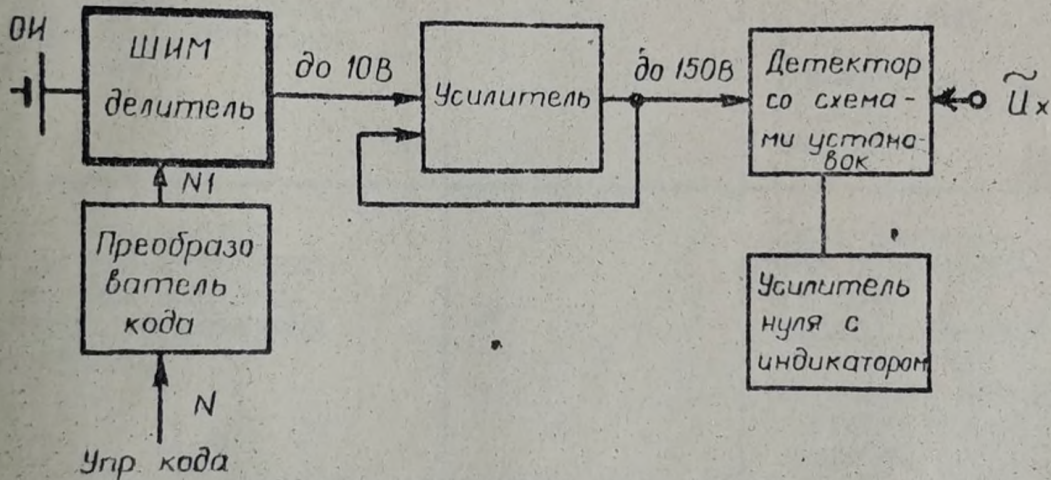 ОИ
ШИМ
делитель
до 10В
Усилитель
до 150В
Детектор
со схема-
ми устано-
вок
~
U x
N1
Преобразо
ватель
кода
N
Упр. кода
Усилитель
нуля с
индикатором